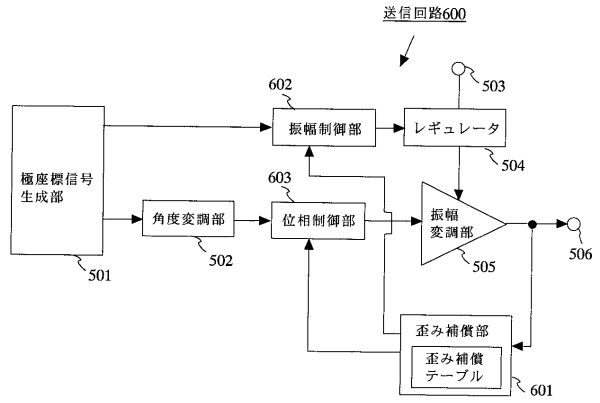 送信回路600
503
602
振幅制御部
レギュレータ
504
極座標信号
生成部
603
角度変調部
位相制御部
振幅
変調部
501
502
505
506
歪み補償部
歪み補償
テーブル
601